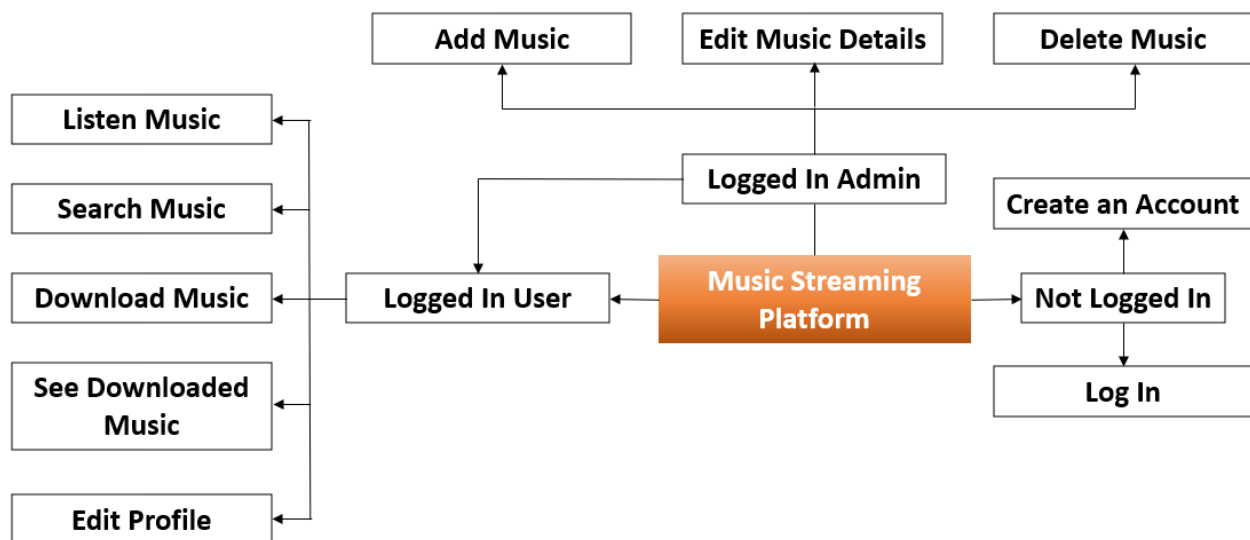 Add Music
Edit Music Details
Delete Music
Listen Music
Logged In Admin
Search Music
Create an Account
Music Streaming
Platform
Download Music
Logged In User
Not Logged In
See Downloaded
Music
Log In
Edit Profile